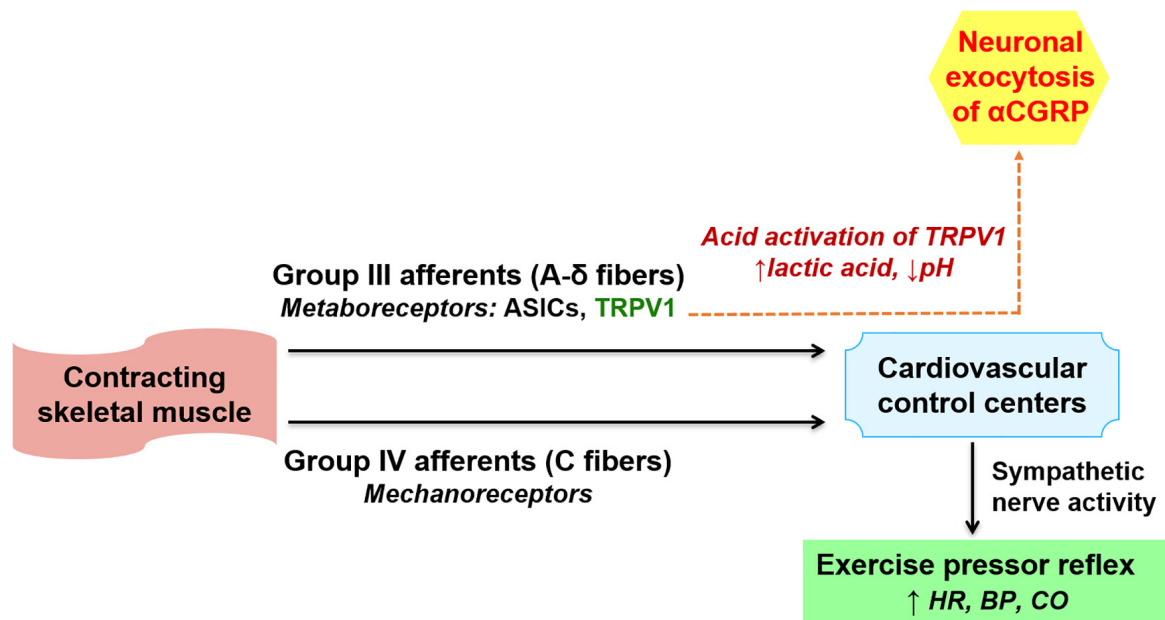 Neuronal
exocytosis
of αCGRP
Acid activation of TRPV1
↑lactic acid, ↓pH
Group III afferents (A-δ fibers)
Metaboreceptors: ASICs, TRPV1
Contracting
skeletal muscle
Cardiovascular
control centers
Group IV afferents (C fibers)
Mechanoreceptors
Sympathetic
nerve activity
Exercise pressor reflex
↑ HR, BP, CO